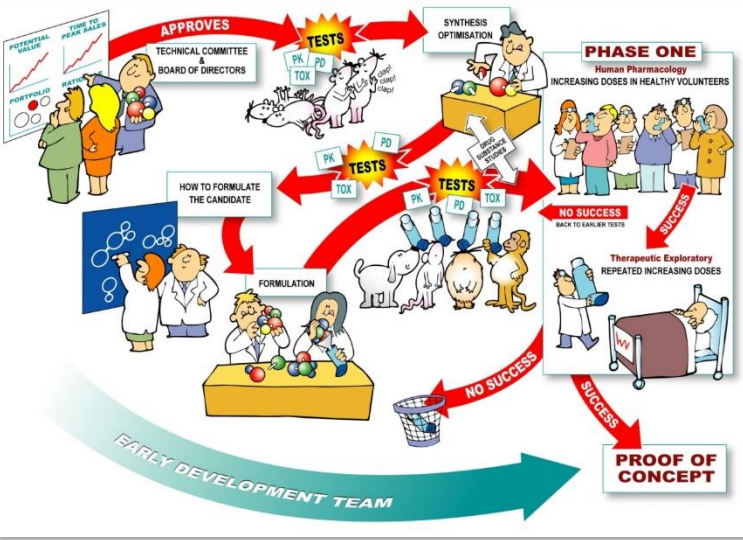 POTENTIAL
VALUE
TIME TO
PEAK SALES
PORTFOLIO
RATIO
APPROVES
TECHNICAL COMMITTEE
&
BOARD OF DIRECTORS
TESTS
PK
PD
TOX
clap!
clap!
clap!
SYNTHESIS
OPTIMISATION
DRUG
SUBSTANCE
STUDIES
PHASE ONE
Human Pharmacology
INCREASING DOSES IN HEALTHY VOLUNTEERS
PK
PD
TESTS
TOX
HOW TO FORMULATE
THE CANDIDATE
FORMULATION
TESTS
PK
PD
TOX
NO SUCCESS
BACK TO EARLIER TESTS
SUCCESS
Therapeutic Exploratory
REPEATED INCREASING DOSES
NO SUCCESS
SUCCESS
PROOF OF
CONCEPT
EARLY DEVELOPMENT TEAM